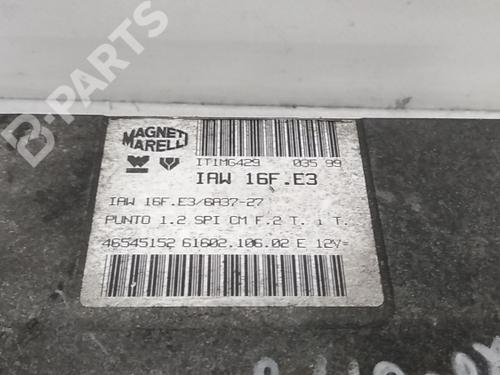 B-PARTS
MAGNETI
MARELLI
IT1MG429 035 99
IAW 16F.E3
IAW 16F.E3/6A37-27
PUNTO 1.2 SPI CM F.2 T. 1 T.
46545152 61602.106.02 E 12V=